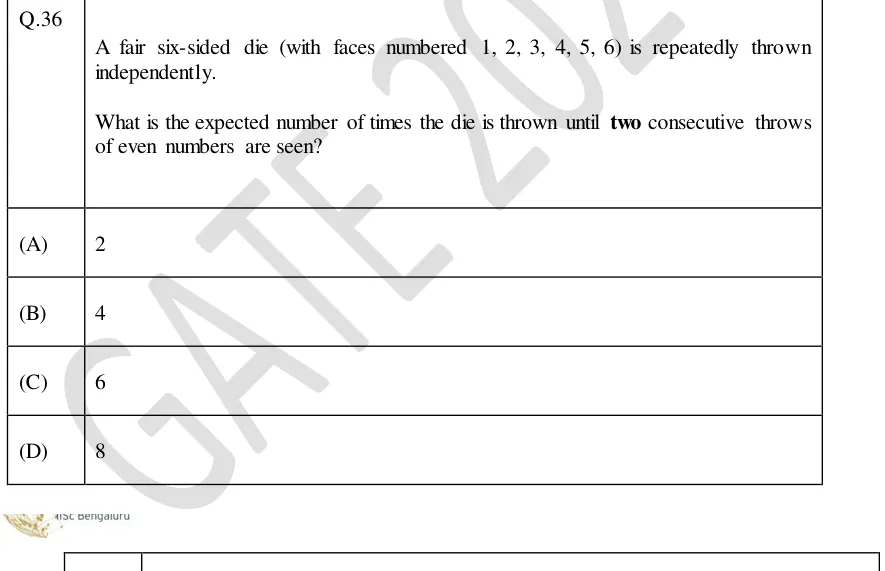 Q.36
A fair six-sided die (with faces numbered 1, 2, 3, 4, 5, 6) is repeatedly thrown
independently.
What is the expected number of times the die is thrown until two consecutive throws
of even numbers are seen?
(A) 2
(B) 4
(C) 6
(D) 8
GATE 202
IISc Bengaluru